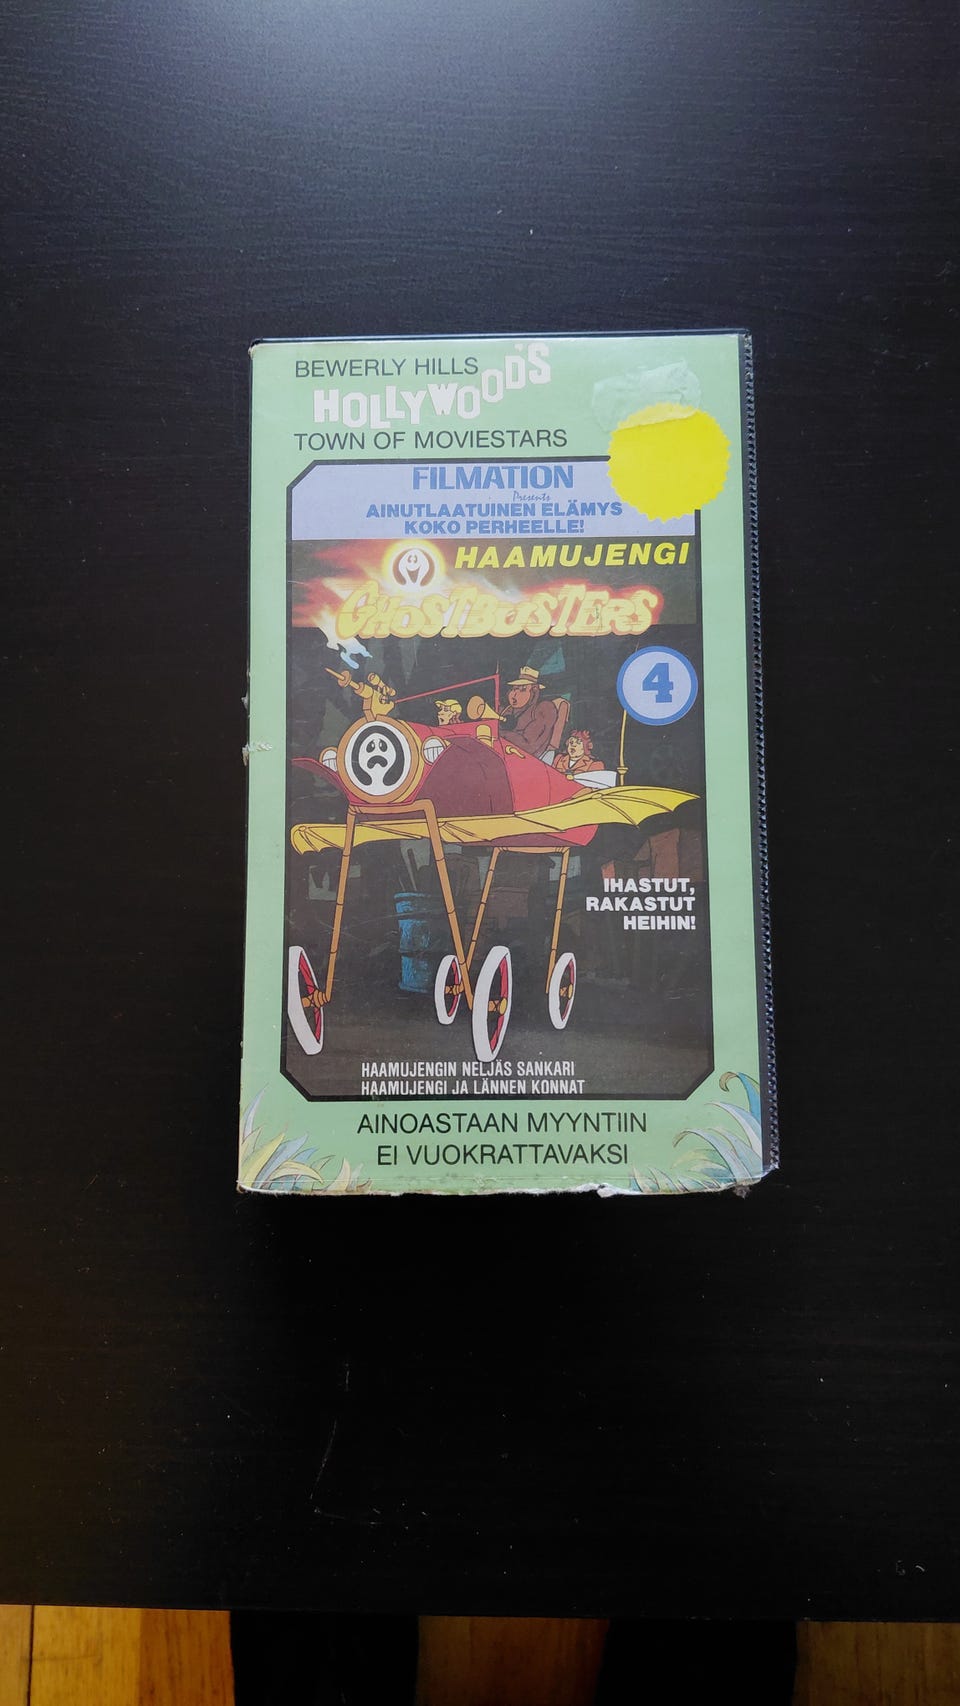 BEWERLY HILLS
HOLLYWOOD'S
TOWN OF MOVIESTARS
FILMATION
Presents
AINUTLAATUINEN ELÄMYS
KOKO PERHEELLE!
HAAMUJENGI
GHOSTBUSTERS
4
IHASTUT,
RAKASTUT
HEIHIN!
HAAMUJENGIN NELJÄS SANKARI
HAAMUJENGI JA LÄNNEN KONNAT
AINOASTAAN MYYNTIIN
EI VUOKRATTAVAKSI